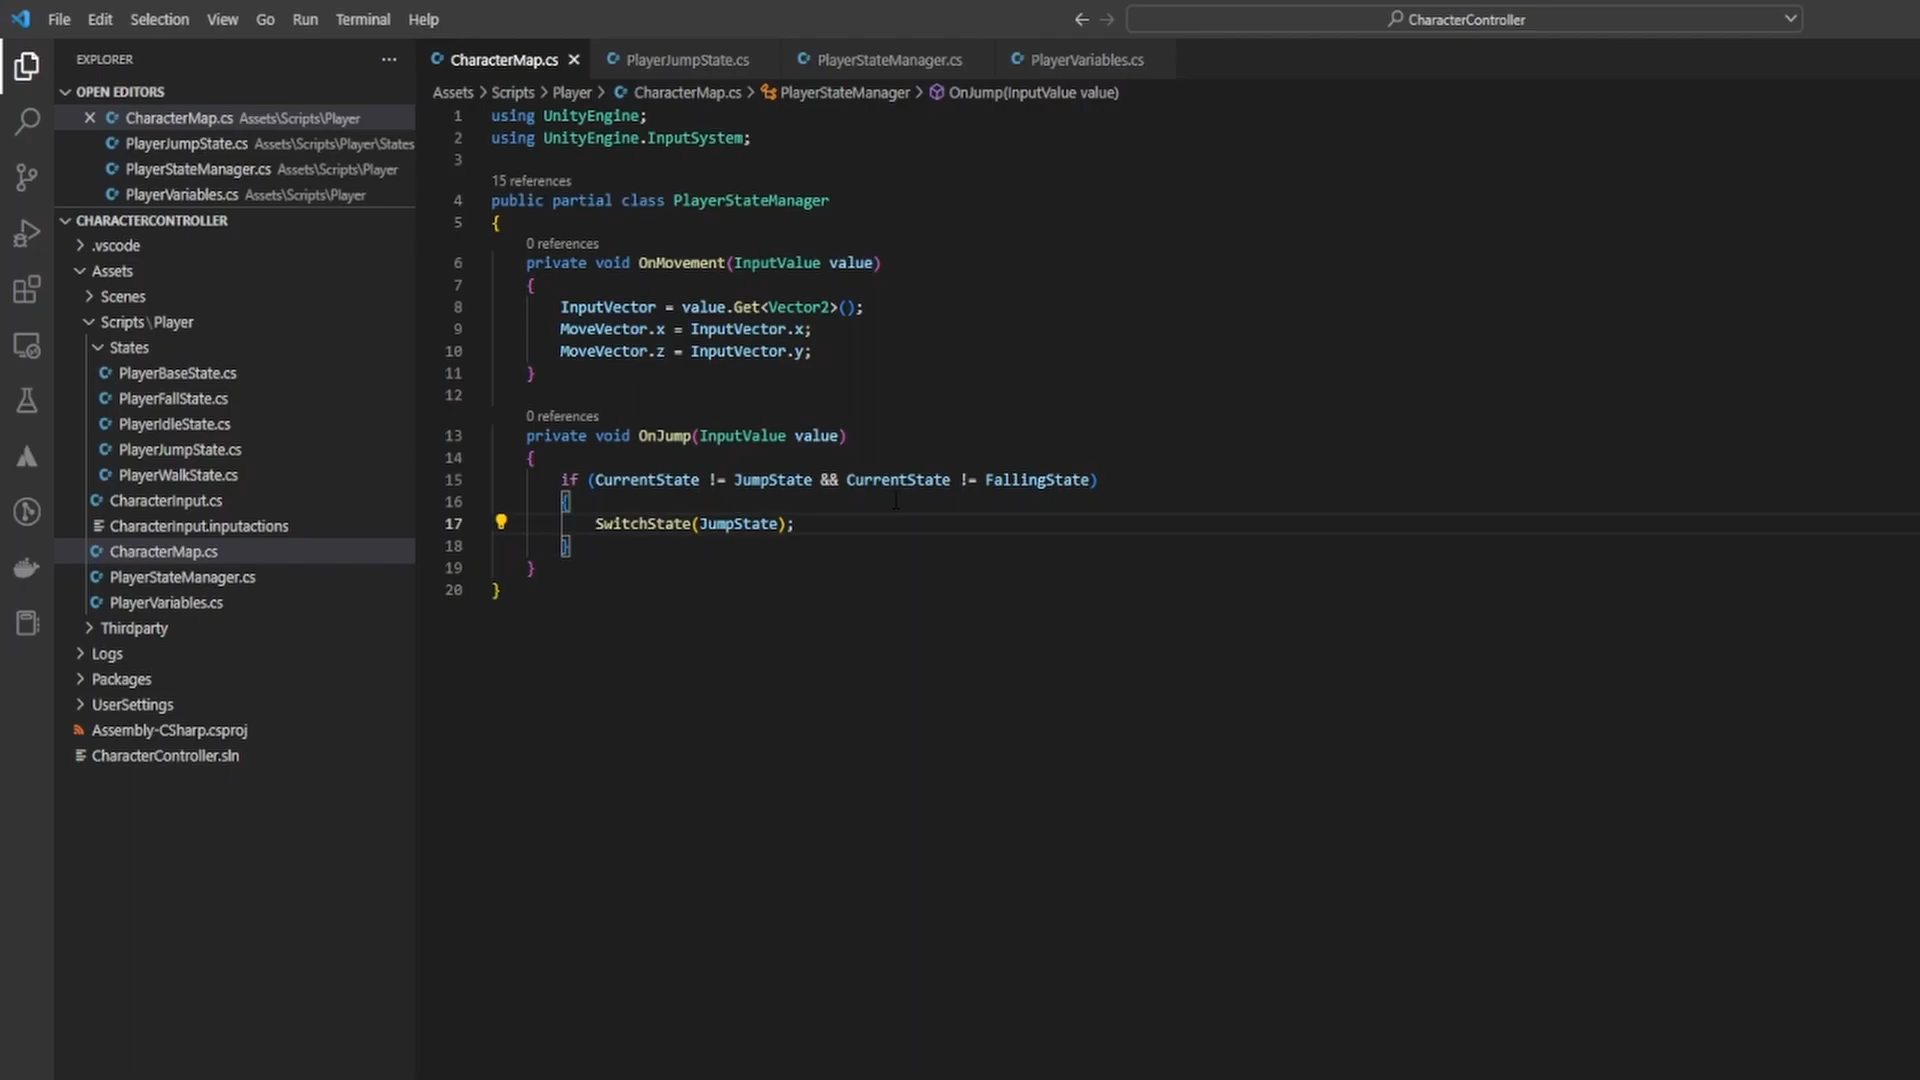 File Edit Selection View Go Run Terminal Help
CharacterController
EXPLORER
OPEN EDITORS
CharacterMap.cs Assets\Scripts\Player
PlayerJumpState.cs Assets\Scripts\Player\States
PlayerStateManager.cs Assets\Scripts\Player
PlayerVariables.cs Assets\Scripts\Player
CHARACTERCONTROLLER
.vscode
Assets
Scenes
Scripts\Player
States
PlayerBaseState.cs
PlayerFallState.cs
PlayerIdleState.cs
PlayerJumpState.cs
PlayerWalkState.cs
CharacterInput.cs
CharacterInput.inputactions
CharacterMap.cs
PlayerStateManager.cs
PlayerVariables.cs
Thirdparty
Logs
Packages
UserSettings
Assembly-CSharp.csproj
CharacterController.sln
CharacterMap.cs PlayerJumpState.cs PlayerStateManager.cs PlayerVariables.cs
Assets > Scripts > Player > CharacterMap.cs > PlayerStateManager > OnJump(InputValue value)
1 using UnityEngine;
2 using UnityEngine.InputSystem;
3
15 references
4 public partial class PlayerStateManager
5 {
0 references
6 private void OnMovement(InputValue value)
7 {
8 InputVector = value.Get<Vector2>();
9 MoveVector.x = InputVector.x;
10 MoveVector.z = InputVector.y;
11 }
12
0 references
13 private void OnJump(InputValue value)
14 {
15 if (CurrentState != JumpState && CurrentState != FallingState)
16 {
17 SwitchState(JumpState);
18 }
19 }
20 }